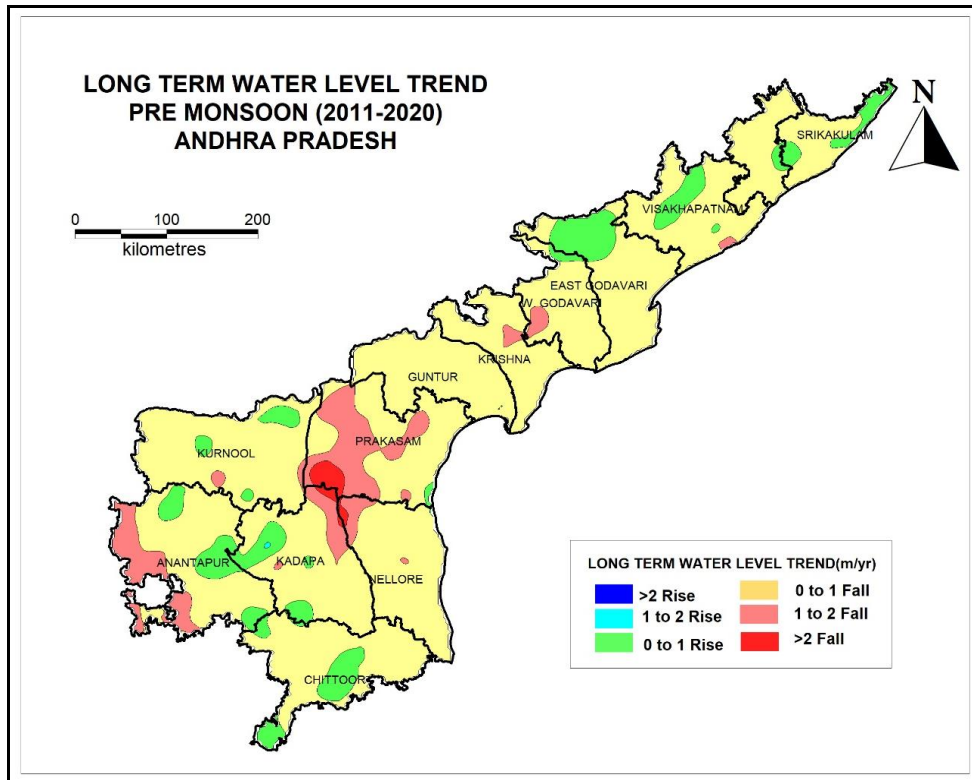 LONG TERM WATER LEVEL TREND
PRE MONSOON (2011-2020)
ANDHRA PRADESH
N
0 100 200
kilometres
SRIKAKULAM
VISAKHAPATNAM
EAST GODAVARI
W. GODAVARI
KRISHNA
GUNTUR
PRAKASAM
KURNOOL
ANANTAPUR
KADAPA
NELLORE
CHITTOOR
LONG TERM WATER LEVEL TREND(m/yr)
>2 Rise
0 to 1 Fall
1 to 2 Rise
1 to 2 Fall
0 to 1 Rise
>2 Fall